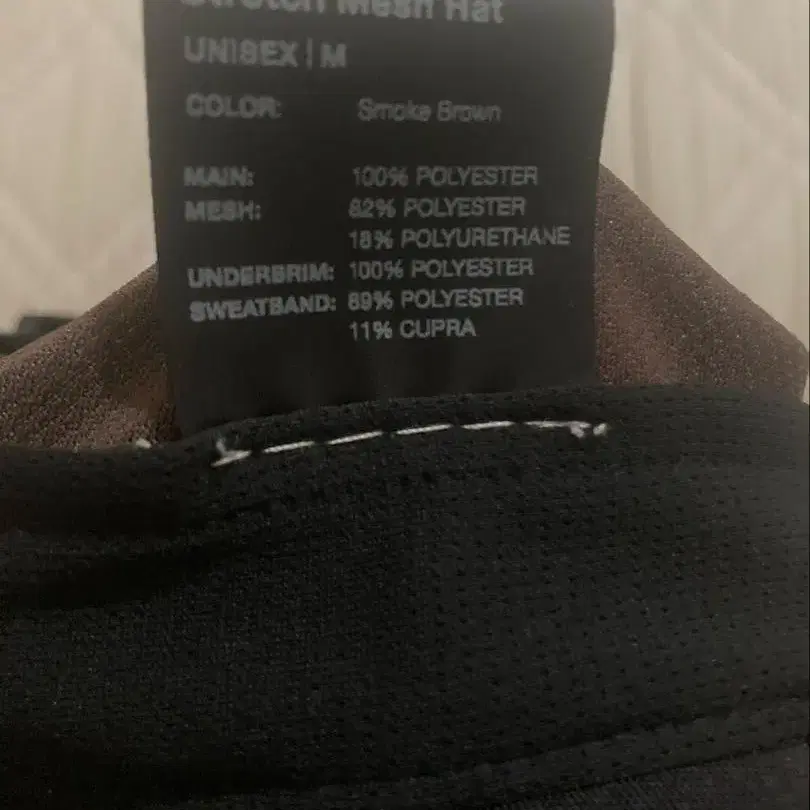 Stretch Mesh Hat
UNISEX | M
COLOR: Smoke Brown
MAIN: 100% POLYESTER
MESH: 82% POLYESTER
18% POLYURETHANE
UNDERBRIM: 100% POLYESTER
SWEATBAND: 89% POLYESTER
11% CUPRA